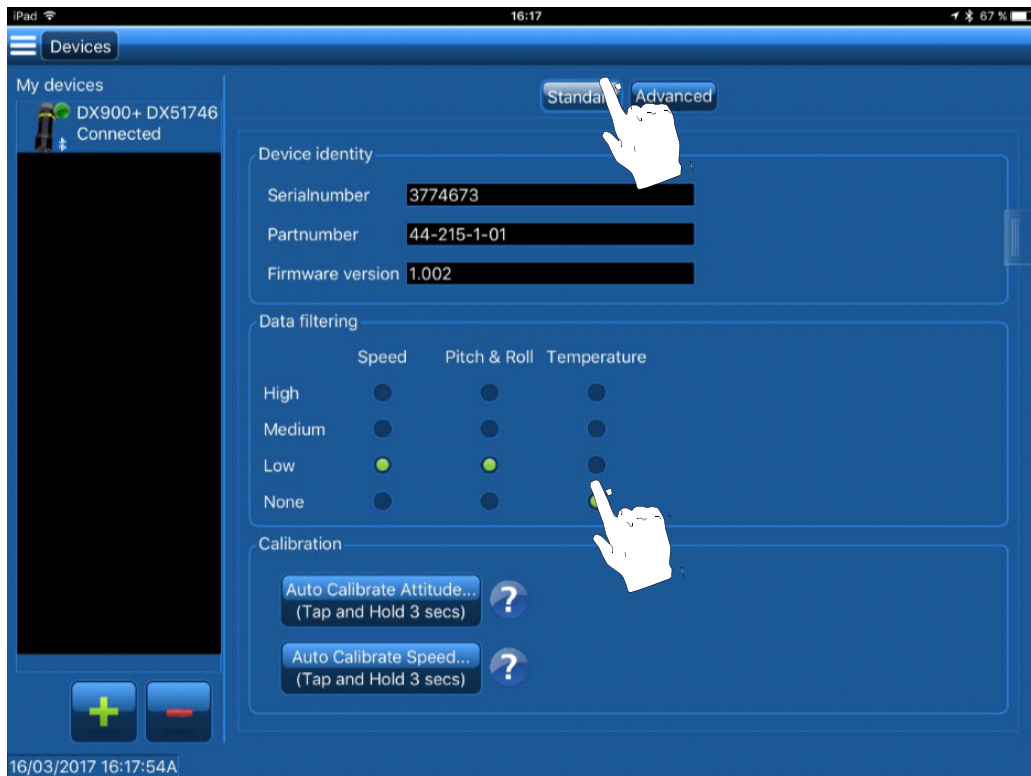 iPad 16:17 67 %
Devices
My devices
DX900+ DX51746
Connected
Advanced
Device identity
Serialnumber 3774673
Partnumber 44-215-1-01
Firmware version 1.002
Data filtering
Speed Pitch & Roll Temperature
High
Medium
Low
None
Calibration
Auto Calibrate Attitude...
(Tap and Hold 3 secs) ?
Auto Calibrate Speed...
(Tap and Hold 3 secs) ?
16/03/2017 16:17:54A